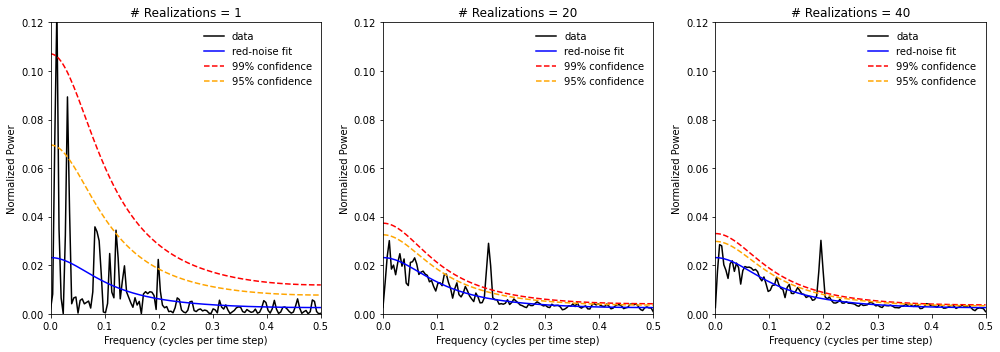 # Realizations = 1
0.12
0.10
0.08
0.06
0.04
0.02
0.00
Normalized Power
data
red-noise fit
99% confidence
95% confidence
0.0 0.1 0.2 0.3 0.4 0.5
Frequency (cycles per time step)
# Realizations = 20
0.12
0.10
0.08
0.06
0.04
0.02
0.00
Normalized Power
data
red-noise fit
99% confidence
95% confidence
0.0 0.1 0.2 0.3 0.4 0.5
Frequency (cycles per time step)
# Realizations = 40
0.12
0.10
0.08
0.06
0.04
0.02
0.00
Normalized Power
data
red-noise fit
99% confidence
95% confidence
0.0 0.1 0.2 0.3 0.4 0.5
Frequency (cycles per time step)